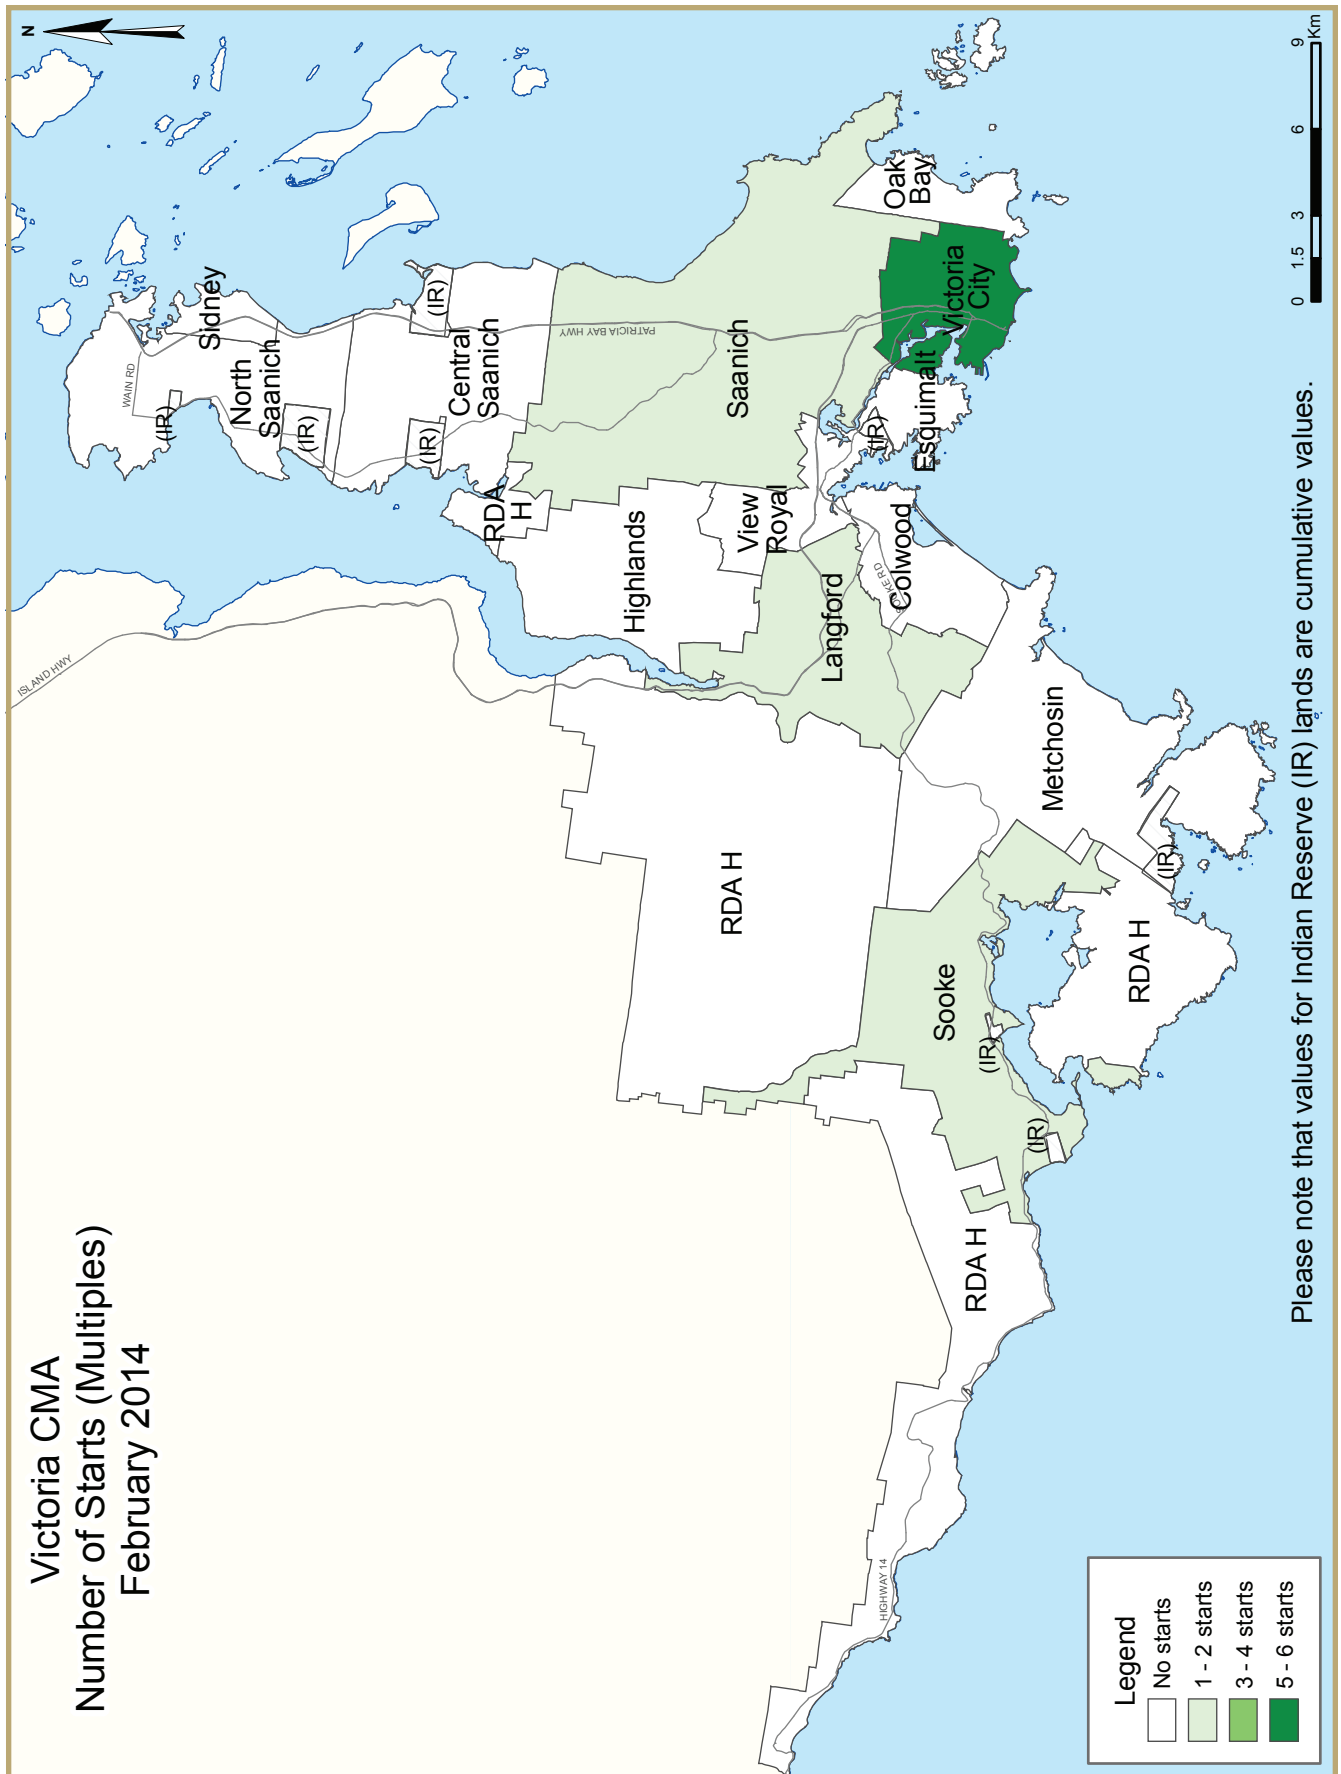 Victoria CMA
Number of Starts (Multiples)
February 2014
N
ISLAND HWY
WAIN RD
Sidney
North
Saanich
(IR)
(IR)
(IR)
(IR)
Central
Saanich
PATRICIA BAY HWY
RDA
H
Saanich
Highlands
View
Royal
Oak
Bay
Victoria
City
Esquimalt
(IR)
Langford
Colwood
Metchosin
(IR)
RDA H
Sooke
(IR)
(IR)
RDA H
RDA H
HIGHWAY 14
Legend
No starts
1 - 2 starts
3 - 4 starts
5 - 6 starts
0 1.5 3 6 9
Km
Please note that values for Indian Reserve (IR) lands are cumulative values.